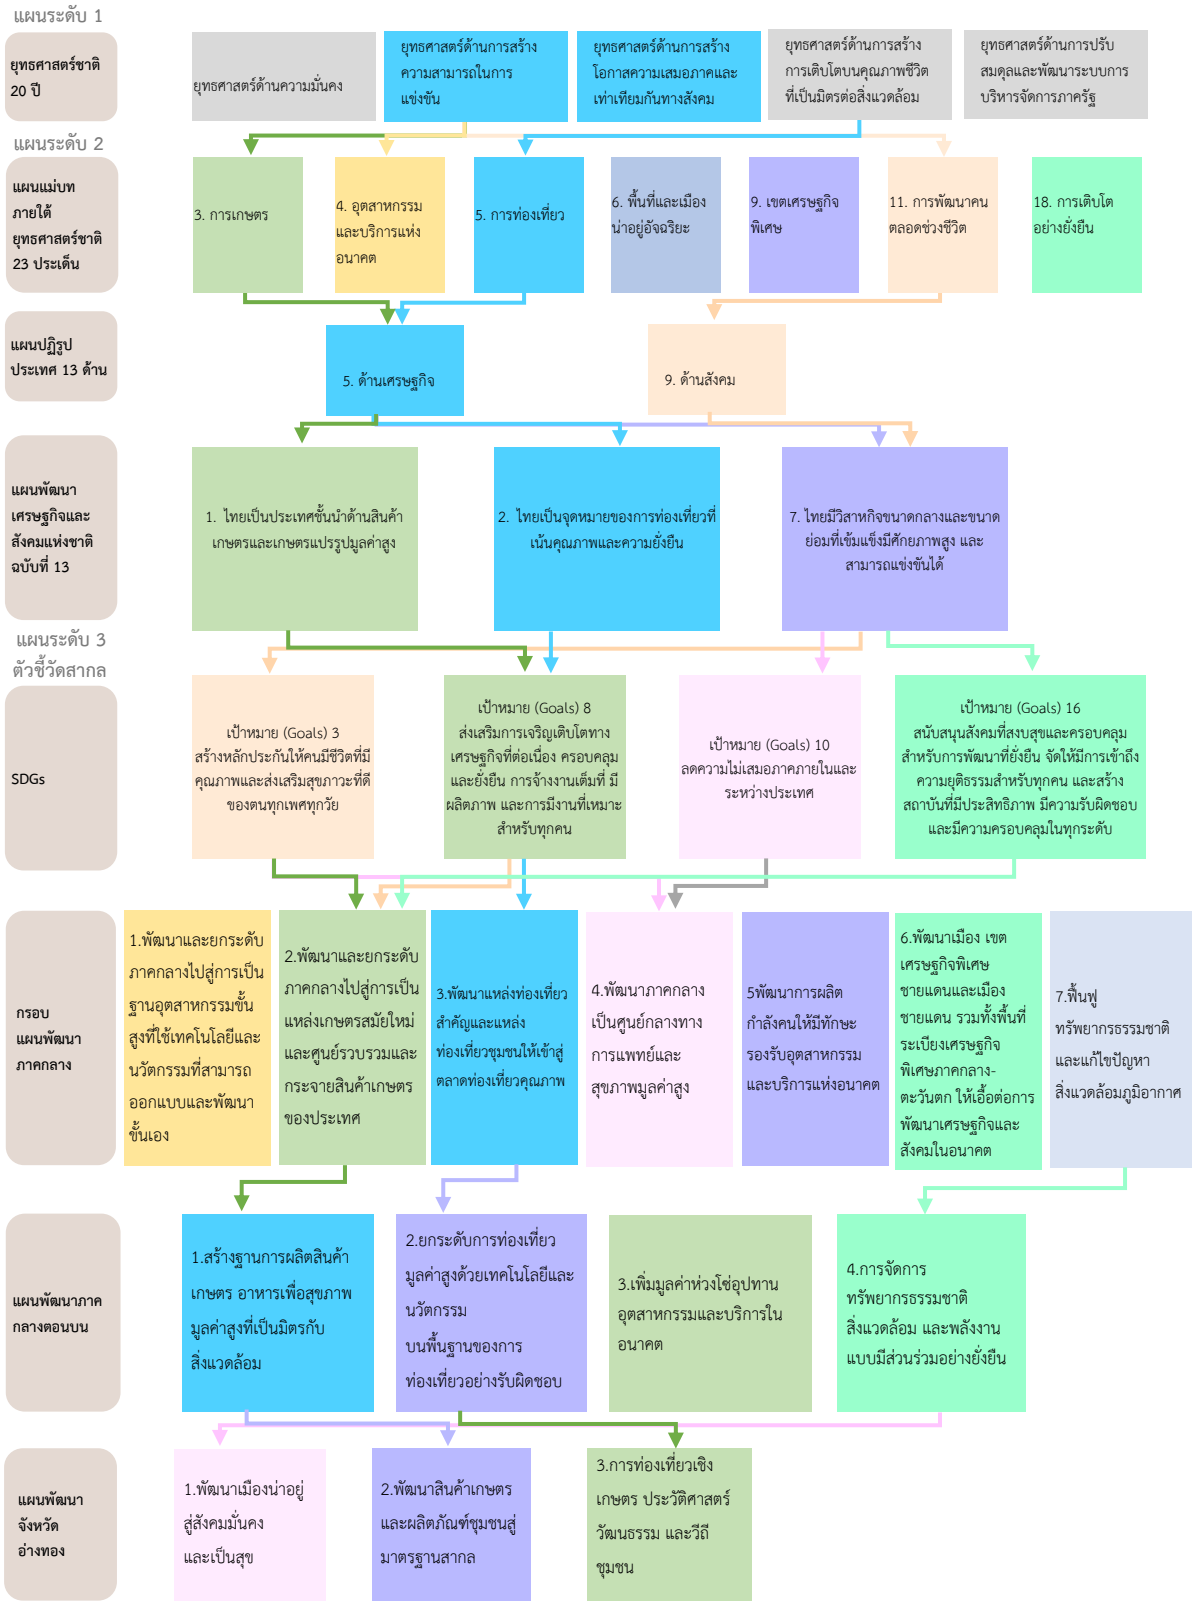 แผนระดับ 1
ยุทธศาสตร์ชาติ
20 ปี
ยุทธศาสตร์ด้านความมั่นคง
ยุทธศาสตร์ด้านการสร้าง
ความสามารถในการ
แข่งขัน
ยุทธศาสตร์ด้านการสร้าง
โอกาสความเสมอภาคและ
เท่าเทียมกันทางสังคม
ยุทธศาสตร์ด้านการสร้าง
การเติบโตบนคุณภาพชีวิต
ที่เป็นมิตรต่อสิ่งแวดล้อม
ยุทธศาสตร์ด้านการปรับ
สมดุลและพัฒนาระบบการ
บริหารจัดการภาครัฐ
แผนระดับ 2
แผนแม่บท
ภายใต้
ยุทธศาสตร์ชาติ
23 ประเด็น
3. การเกษตร
4. อุตสาหกรรม
และบริการแห่ง
อนาคต
5. การท่องเที่ยว
6. พื้นที่และเมือง
น่าอยู่อัจฉริยะ
9. เขตเศรษฐกิจ
พิเศษ
11. การพัฒนาคน
ตลอดช่วงชีวิต
18. การเติบโต
อย่างยั่งยืน
แผนปฏิรูป
ประเทศ 13 ด้าน
5. ด้านเศรษฐกิจ
9. ด้านสังคม
แผนพัฒนา
เศรษฐกิจและ
สังคมแห่งชาติ
ฉบับที่ 13
1. ไทยเป็นประเทศชั้นนำด้านสินค้า
เกษตรและเกษตรแปรรูปมูลค่าสูง
2. ไทยเป็นจุดหมายของการท่องเที่ยวที่
เน้นคุณภาพและความยั่งยืน
7. ไทยมีวิสาหกิจขนาดกลางและขนาด
ย่อมที่เข้มแข็งมีศักยภาพสูง และ
สามารถแข่งขันได้
แผนระดับ 3
ตัวชี้วัดสากล
SDGs
เป้าหมาย (Goals) 3
สร้างหลักประกันให้คนมีชีวิตที่มี
คุณภาพและส่งเสริมสุขภาวะที่ดี
ของตนทุกเพศทุกวัย
เป้าหมาย (Goals) 8
ส่งเสริมการเจริญเติบโตทาง
เศรษฐกิจที่ต่อเนื่อง ครอบคลุม
และยั่งยืน การจ้างงานเต็มที่ มี
ผลิตภาพ และการมีงานที่เหมาะ
สำหรับทุกคน
เป้าหมาย (Goals) 10
ลดความไม่เสมอภาคภายในและ
ระหว่างประเทศ
เป้าหมาย (Goals) 16
สนับสนุนสังคมที่สงบสุขและครอบคลุม
สำหรับการพัฒนาที่ยั่งยืน จัดให้มีการเข้าถึง
ความยุติธรรมสำหรับทุกคน และสร้าง
สถาบันที่มีประสิทธิภาพ มีความรับผิดชอบ
และมีความครอบคลุมในทุกระดับ
กรอบ
แผนพัฒนา
ภาคกลาง
1.พัฒนาและยกระดับ
ภาคกลางไปสู่การเป็น
ฐานอุตสาหกรรมขั้น
สูงที่ใช้เทคโนโลยีและ
นวัตกรรมที่สามารถ
ออกแบบและพัฒนา
ขั้นเอง
2.พัฒนาและยกระดับ
ภาคกลางไปสู่การเป็น
แหล่งเกษตรสมัยใหม่
และศูนย์รวบรวมและ
กระจายสินค้าเกษตร
ของประเทศ
3.พัฒนาแหล่งท่องเที่ยว
สำคัญและแหล่ง
ท่องเที่ยวชุมชนให้เข้าสู่
ตลาดท่องเที่ยวคุณภาพ
4.พัฒนาภาคกลาง
เป็นศูนย์กลางทาง
การแพทย์และ
สุขภาพมูลค่าสูง
5พัฒนาการผลิต
กำลังคนให้มีทักษะ
รองรับอุตสาหกรรม
และบริการแห่งอนาคต
6.พัฒนาเมือง เขต
เศรษฐกิจพิเศษ
ชายแดนและเมือง
ชายแดน รวมทั้งพื้นที่
ระเบียงเศรษฐกิจ
พิเศษภาคกลาง-
ตะวันตก ให้เอื้อต่อการ
พัฒนาเศรษฐกิจและ
สังคมในอนาคต
7.ฟื้นฟู
ทรัพยากรธรรมชาติ
และแก้ไขปัญหา
สิ่งแวดล้อมภูมิอากาศ
แผนพัฒนาภาค
กลางตอนบน
1.สร้างฐานการผลิตสินค้า
เกษตร อาหารเพื่อสุขภาพ
มูลค่าสูงที่เป็นมิตรกับ
สิ่งแวดล้อม
2.ยกระดับการท่องเที่ยว
มูลค่าสูงด้วยเทคโนโลยีและ
นวัตกรรม
บนพื้นฐานของการ
ท่องเที่ยวอย่างรับผิดชอบ
3.เพิ่มมูลค่าห่วงโซ่อุปทาน
อุตสาหกรรมและบริการใน
อนาคต
4.การจัดการ
ทรัพยากรธรรมชาติ
สิ่งแวดล้อม และพลังงาน
แบบมีส่วนร่วมอย่างยั่งยืน
แผนพัฒนา
จังหวัด
อ่างทอง
1.พัฒนาเมืองน่าอยู่
สู่สังคมมั่นคง
และเป็นสุข
2.พัฒนาสินค้าเกษตร
และผลิตภัณฑ์ชุมชนสู่
มาตรฐานสากล
3.การท่องเที่ยวเชิง
เกษตร ประวัติศาสตร์
วัฒนธรรม และวีถี
ชุมชน